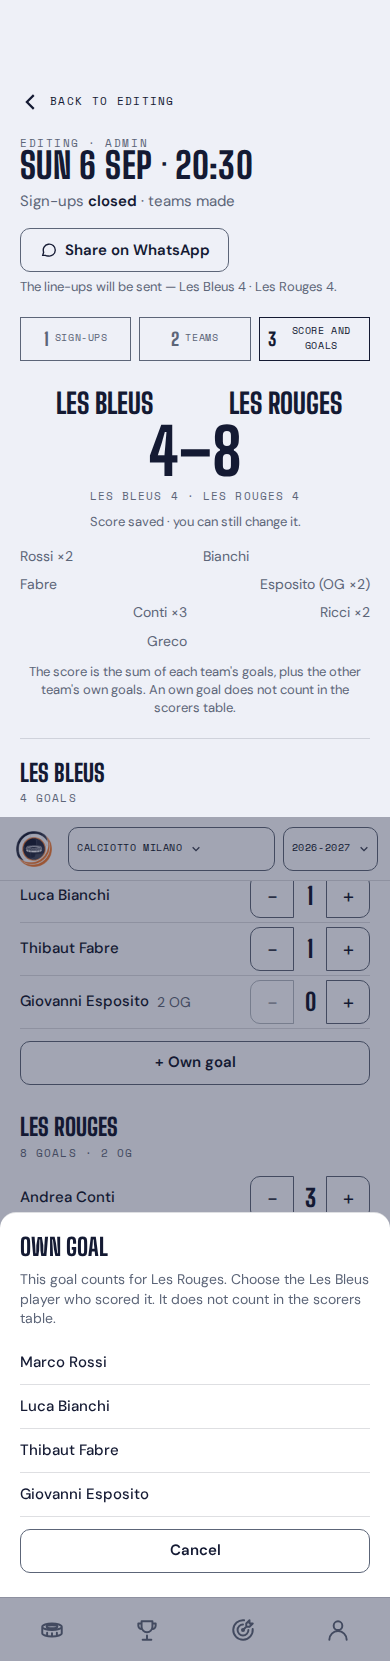 BACK TO EDITING
EDITING · ADMIN
SUN 6 SEP · 20:30
Sign-ups closed · teams made
Share on WhatsApp
The line-ups will be sent — Les Bleus 4 · Les Rouges 4.
1 SIGN-UPS
2 TEAMS
3 SCORE AND
GOALS
LES BLEUS LES ROUGES
4–8
LES BLEUS 4 · LES ROUGES 4
Score saved · you can still change it.
Rossi ×2 Bianchi
Fabre Esposito (OG ×2)
Conti ×3 Ricci ×2
Greco
The score is the sum of each team's goals, plus the other
team's own goals. An own goal does not count in the
scorers table.
LES BLEUS
4 GOALS
CALCIOTTO MILANO 2026-2027
Luca Bianchi − 1 +
Thibaut Fabre − 1 +
Giovanni Esposito 2 OG − 0 +
+ Own goal
LES ROUGES
8 GOALS · 2 OG
Andrea Conti − 3 +
OWN GOAL
This goal counts for Les Rouges. Choose the Les Bleus
player who scored it. It does not count in the scorers
table.
Marco Rossi
Luca Bianchi
Thibaut Fabre
Giovanni Esposito
Cancel